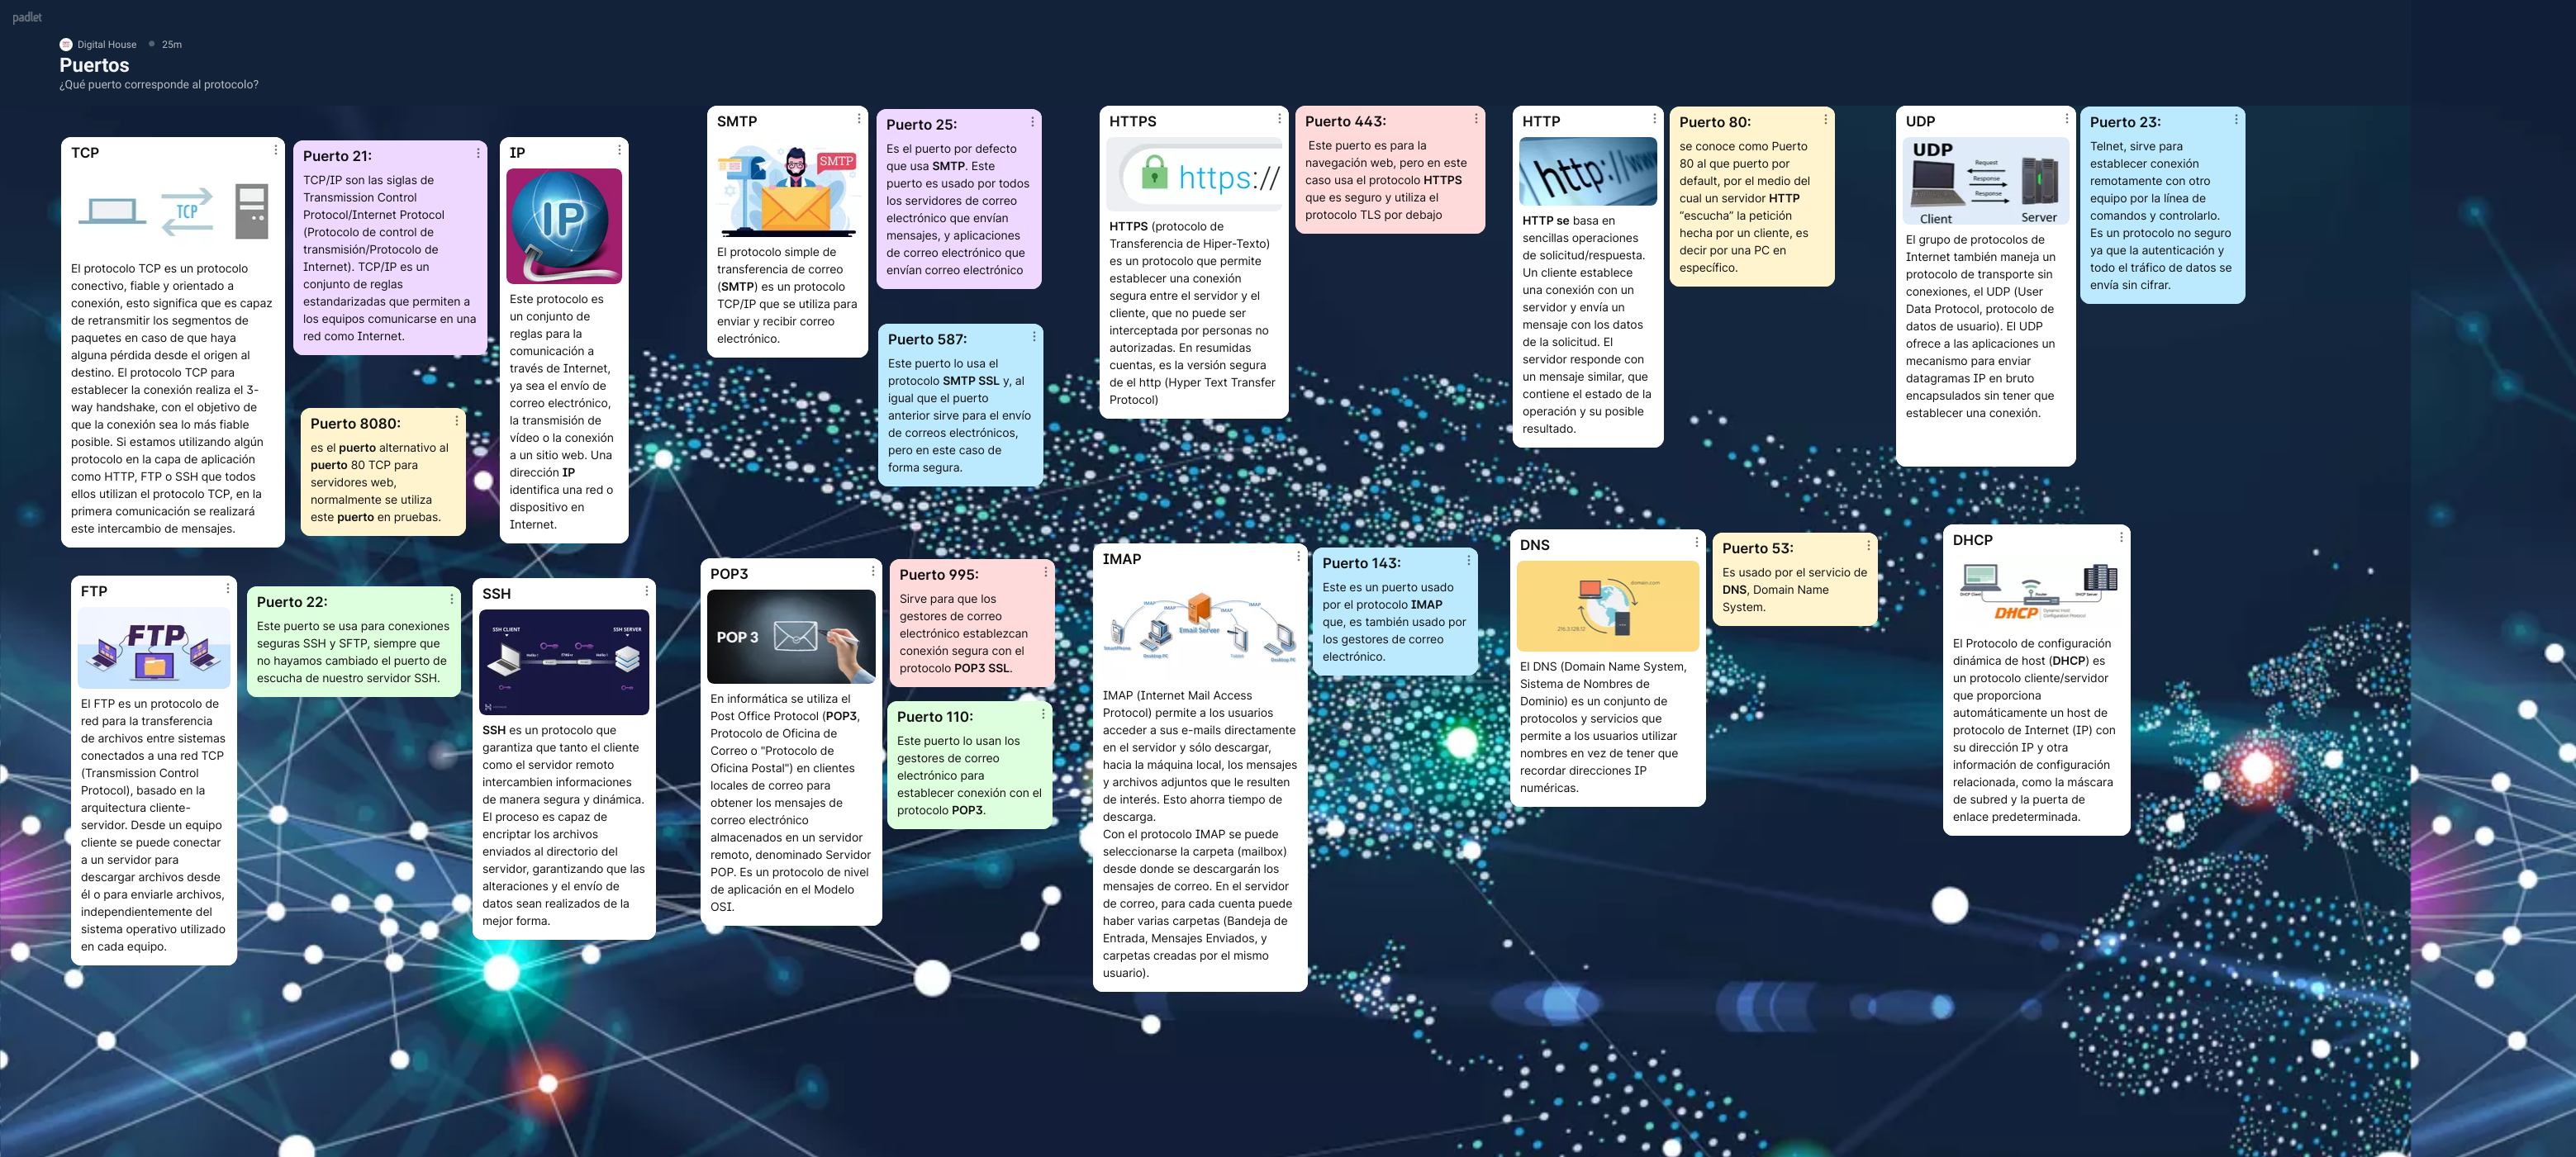 padlet
Digital House • 25m
Puertos
¿Qué puerto corresponde al protocolo?
TCP
TCP
El protocolo TCP es un protocolo
conectivo, fiable y orientado a
conexión, esto significa que es capaz
de retransmitir los segmentos de
paquetes en caso de que haya
alguna pérdida desde el origen al
destino. El protocolo TCP para
establecer la conexión realiza el 3-
way handshake, con el objetivo de
que la conexión sea lo más fiable
posible. Si estamos utilizando algún
protocolo en la capa de aplicación
como HTTP, FTP o SSH que todos
ellos utilizan el protocolo TCP, en la
primera comunicación se realizará
este intercambio de mensajes.
Puerto 21:
TCP/IP son las siglas de
Transmission Control
Protocol/Internet Protocol
(Protocolo de control de
transmisión/Protocolo de
Internet). TCP/IP es un
conjunto de reglas
estandarizadas que permiten a
los equipos comunicarse en una
red como Internet.
Puerto 8080:
es el puerto alternativo al
puerto 80 TCP para
servidores web,
normalmente se utiliza
este puerto en pruebas.
IP
IP
Este protocolo es
un conjunto de
reglas para la
comunicación a
través de Internet,
ya sea el envío de
correo electrónico,
la transmisión de
vídeo o la conexión
a un sitio web. Una
dirección IP
identifica una red o
dispositivo en
Internet.
SMTP
SMTP
El protocolo simple de
transferencia de correo
(SMTP) es un protocolo
TCP/IP que se utiliza para
enviar y recibir correo
electrónico.
Puerto 25:
Es el puerto por defecto
que usa SMTP. Este
puerto es usado por todos
los servidores de correo
electrónico que envían
mensajes, y aplicaciones
de correo electrónico que
envían correo electrónico
Puerto 587:
Este puerto lo usa el
protocolo SMTP SSL y, al
igual que el puerto
anterior sirve para el envío
de correos electrónicos,
pero en este caso de
forma segura.
HTTPS
https://
HTTPS (protocolo de
Transferencia de Hiper-Texto)
es un protocolo que permite
establecer una conexión
segura entre el servidor y el
cliente, que no puede ser
interceptada por personas no
autorizadas. En resumidas
cuentas, es la versión segura
de el http (Hyper Text Transfer
Protocol)
Puerto 443:
Este puerto es para la
navegación web, pero en este
caso usa el protocolo HTTPS
que es seguro y utiliza el
protocolo TLS por debajo
HTTP
http://www
HTTP se basa en
sencillas operaciones
de solicitud/respuesta.
Un cliente establece
una conexión con un
servidor y envía un
mensaje con los datos
de la solicitud. El
servidor responde con
un mensaje similar, que
contiene el estado de la
operación y su posible
resultado.
Puerto 80:
se conoce como Puerto
80 al que puerto por
default, por el medio del
cual un servidor HTTP
“escucha” la petición
hecha por un cliente, es
decir por una PC en
específico.
UDP
UDP
Request
Response
Response
Client
Server
El grupo de protocolos de
Internet también maneja un
protocolo de transporte sin
conexiones, el UDP (User
Data Protocol, protocolo de
datos de usuario). El UDP
ofrece a las aplicaciones un
mecanismo para enviar
datagramas IP en bruto
encapsulados sin tener que
establecer una conexión.
Puerto 23:
Telnet, sirve para
establecer conexión
remotamente con otro
equipo por la línea de
comandos y controlarlo.
Es un protocolo no seguro
ya que la autenticación y
todo el tráfico de datos se
envía sin cifrar.
FTP
FTP
El FTP es un protocolo de
red para la transferencia
de archivos entre sistemas
conectados a una red TCP
(Transmission Control
Protocol), basado en la
arquitectura cliente-
servidor. Desde un equipo
cliente se puede conectar
a un servidor para
descargar archivos desde
él o para enviarle archivos,
independientemente del
sistema operativo utilizado
en cada equipo.
Puerto 22:
Este puerto se usa para conexiones
seguras SSH y SFTP, siempre que
no hayamos cambiado el puerto de
escucha de nuestro servidor SSH.
SSH
SSH CLIENT
SSH SERVER
SSH es un protocolo que
garantiza que tanto el cliente
como el servidor remoto
intercambien informaciones
de manera segura y dinámica.
El proceso es capaz de
encriptar los archivos
enviados al directorio del
servidor, garantizando que las
alteraciones y el envío de
datos sean realizados de la
mejor forma.
POP3
POP 3
En informática se utiliza el
Post Office Protocol (POP3,
Protocolo de Oficina de
Correo o "Protocolo de
Oficina Postal") en clientes
locales de correo para
obtener los mensajes de
correo electrónico
almacenados en un servidor
remoto, denominado Servidor
POP. Es un protocolo de nivel
de aplicación en el Modelo
OSI.
Puerto 995:
Sirve para que los
gestores de correo
electrónico establezcan
conexión segura con el
protocolo POP3 SSL.
Puerto 110:
Este puerto lo usan los
gestores de correo
electrónico para
establecer conexión con el
protocolo POP3.
IMAP
IMAP
IMAP
IMAP
IMAP
Email Server
SmartPhone
Desktop PC
Tablet
Desktop PC
IMAP (Internet Mail Access
Protocol) permite a los usuarios
acceder a sus e-mails directamente
en el servidor y sólo descargar,
hacia la máquina local, los mensajes
y archivos adjuntos que le resulten
de interés. Esto ahorra tiempo de
descarga.
Con el protocolo IMAP se puede
seleccionarse la carpeta (mailbox)
desde donde se descargarán los
mensajes de correo. En el servidor
de correo, para cada cuenta puede
haber varias carpetas (Bandeja de
Entrada, Mensajes Enviados, y
carpetas creadas por el mismo
usuario).
Puerto 143:
Este es un puerto usado
por el protocolo IMAP
que, es también usado por
los gestores de correo
electrónico.
DNS
domain.com
El DNS (Domain Name System,
Sistema de Nombres de
Dominio) es un conjunto de
protocolos y servicios que
permite a los usuarios utilizar
nombres en vez de tener que
recordar direcciones IP
numéricas.
Puerto 53:
Es usado por el servicio de
DNS, Domain Name
System.
DHCP
DHCP Client
Router
DHCP Server
DHCP
El Protocolo de configuración
dinámica de host (DHCP) es
un protocolo cliente/servidor
que proporciona
automáticamente un host de
protocolo de Internet (IP) con
su dirección IP y otra
información de configuración
relacionada, como la máscara
de subred y la puerta de
enlace predeterminada.